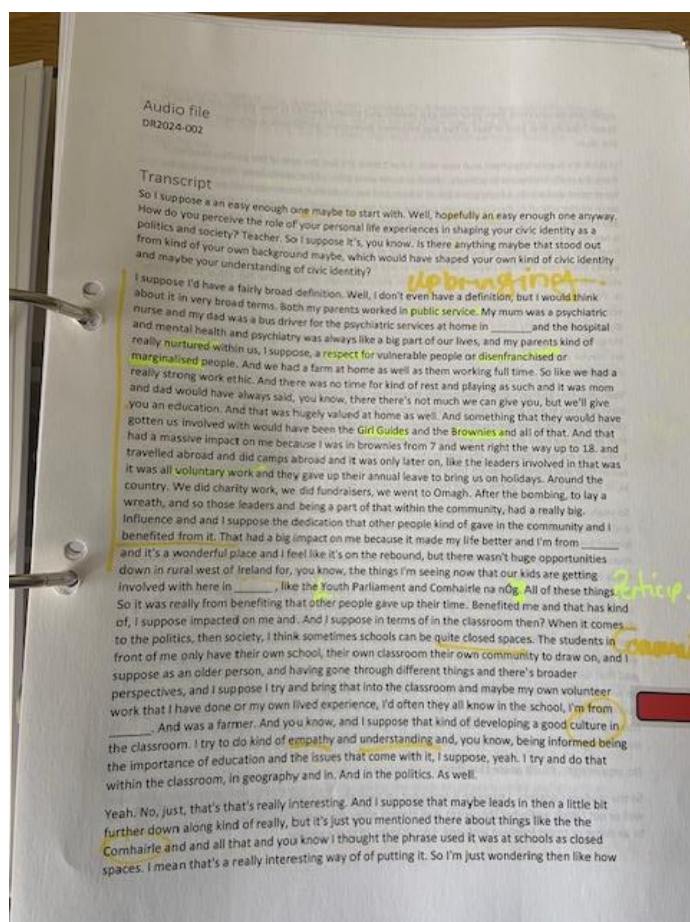 Audio file
DR2024-002
Transcript
So I suppose a an easy enough one maybe to start with. Well, hopefully an easy enough one anyway.
How do you perceive the role of your personal life experiences in shaping your civic identity as a
politics and society? Teacher. So I suppose it's, you know. Is there anything maybe that stood out
from kind of your own background maybe, which would have shaped your own kind of civic identity
and maybe your understanding of civic identity?
Upbringing.
I suppose I'd have a fairly broad definition. Well, I don't even have a definition, but I would think
about it in very broad terms. Both my parents worked in public service. My mum was a psychiatric
nurse and my dad was a bus driver for the psychiatric services at home in ______ and the hospital
and mental health and psychiatry was always like a big part of our lives, and my parents kind of
really nurtured within us, I suppose, a respect for vulnerable people or disenfranchised or
marginalised people. And we had a farm at home as well as them working full time. So like we had a
really strong work ethic. And there was no time for kind of rest and playing as such and it was mom
and dad would have always said, you know, there there's not much we can give you, but we'll give
you an education. And that was hugely valued at home as well. And something that they would have
gotten us involved with would have been the Girl Guides and the Brownies and all of that. And that
had a massive impact on me because I was in brownies from 7 and went right the way up to 18. and
travelled abroad and did camps abroad and it was only later on, like the leaders involved in that was
it was all voluntary work and they gave up their annual leave to bring us on holidays. Around the
country. We did charity work, we did fundraisers, we went to Omagh. After the bombing, to lay a
wreath, and so those leaders and being a part of that within the community, had a really big.
Influence and and I suppose the dedication that other people kind of gave in the community and I
benefited from it. That had a big impact on me because it made my life better and I'm from ______
and it's a wonderful place and I feel like it's on the rebound, but there wasn't huge opportunities
down in rural west of Ireland for, you know, the things I'm seeing now that our kids are getting
involved with here in ______, like the Youth Parliament and Comhairle na nÓg. All of these things.
Particip.
So it was really from benefiting that other people gave up their time. Benefited me and that has kind
of, I suppose impacted on me and. And I suppose in terms of in the classroom then? When it comes
to the politics, then society, I think sometimes schools can be quite closed spaces. The students in
front of me only have their own school, their own classroom their own community to draw on, and I
suppose as an older person, and having gone through different things and there's broader
perspectives, and I suppose I try and bring that into the classroom and maybe my own volunteer
work that I have done or my own lived experience, I'd often they all know in the school, I'm from
______. And was a farmer. And you know, and I suppose that kind of developing a good culture in
the classroom. I try to do kind of empathy and understanding and, you know, being informed being
the importance of education and the issues that come with it, I suppose, yeah. I try and do that
within the classroom, in geography and in. And in the politics. As well.
Yeah. No, just, that's that's really interesting. And I suppose that maybe leads in then a little bit
further down along kind of really, but it's just you mentioned there about things like the the
Comhairle and and all that and you know I thought the phrase used it was at schools as closed
spaces. I mean that's a really interesting way of of putting it. So I'm just wondering then like how